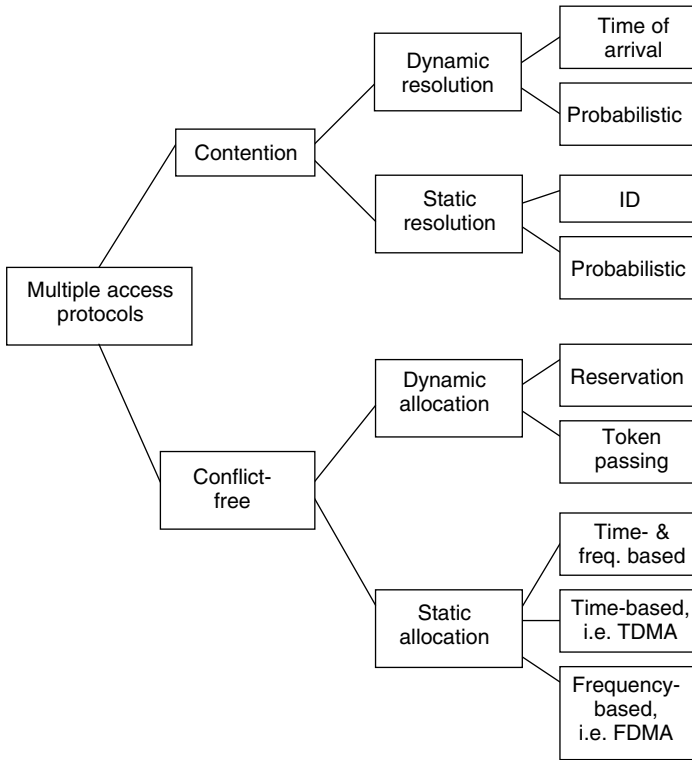 Time of
arrival
Dynamic
resolution
Probabilistic
Contention
Static
resolution
ID
Probabilistic
Multiple access
protocols
Dynamic
allocation
Reservation
Token
passing
Conflict-
free
Time- &
freq. based
Static
allocation
Time-based,
i.e. TDMA
Frequency-
based,
i.e. FDMA